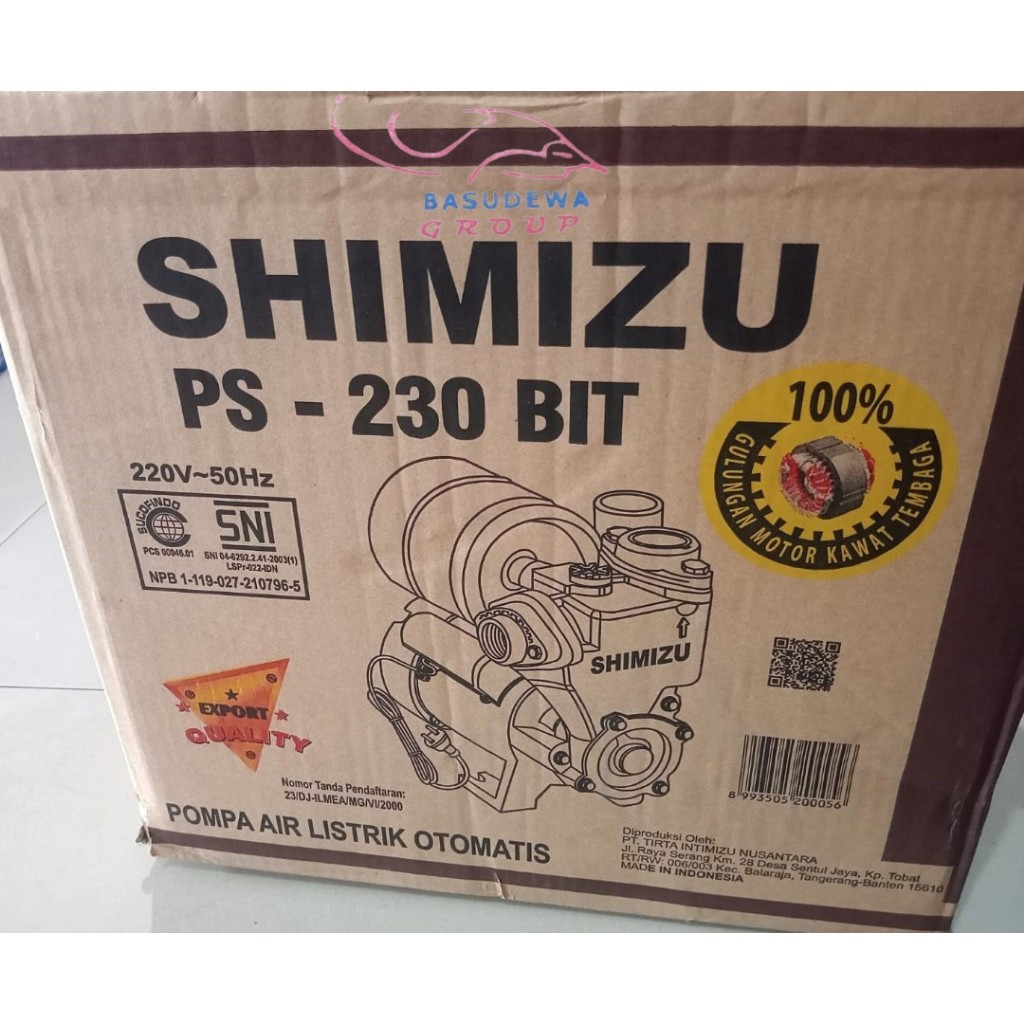 BASUDEWA
GROUP
SHIMIZU
PS - 230 BIT
100%
GULUNGAN MOTOR KAWAT TEMBAGA
220V~50Hz
SUCOFINDO
PCS 00946.01
SNI
SNI 04-6292.2.41-2003(1)
LSPr-022-IDN
NPB 1-119-027-210796-5
SHIMIZU
EXPORT
QUALITY
Nomor Tanda Pendaftaran:
23/DJ-ILMEA/MG/VI/2000
8 993505 200056
POMPA AIR LISTRIK OTOMATIS
Diproduksi Oleh:
PT. TIRTA INTIMIZU NUSANTARA
Jl. Raya Serang Km. 28 Desa Sentul Jaya, Kp. Tobat
RT/RW: 006/003 Kec. Balaraja, Tangerang-Banten 15610
MADE IN INDONESIA